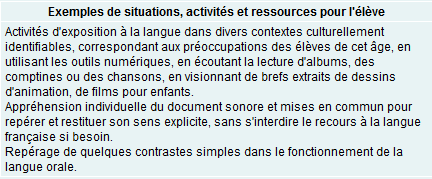 Exemples de situations, activités et ressources pour l'élève
Activités d'exposition à la langue dans divers contextes culturellement
identifiables, correspondant aux préoccupations des élèves de cet âge, en
utilisant les outils numériques, en écoutant la lecture d'albums, des
comptines ou des chansons, en visionnant de brefs extraits de dessins
d'animation, de films pour enfants.
Appréhension individuelle du document sonore et mises en commun pour
repérer et restituer son sens explicite, sans s'interdire le recours à la langue
française si besoin.
Repérage de quelques contrastes simples dans le fonctionnement de la
langue orale.